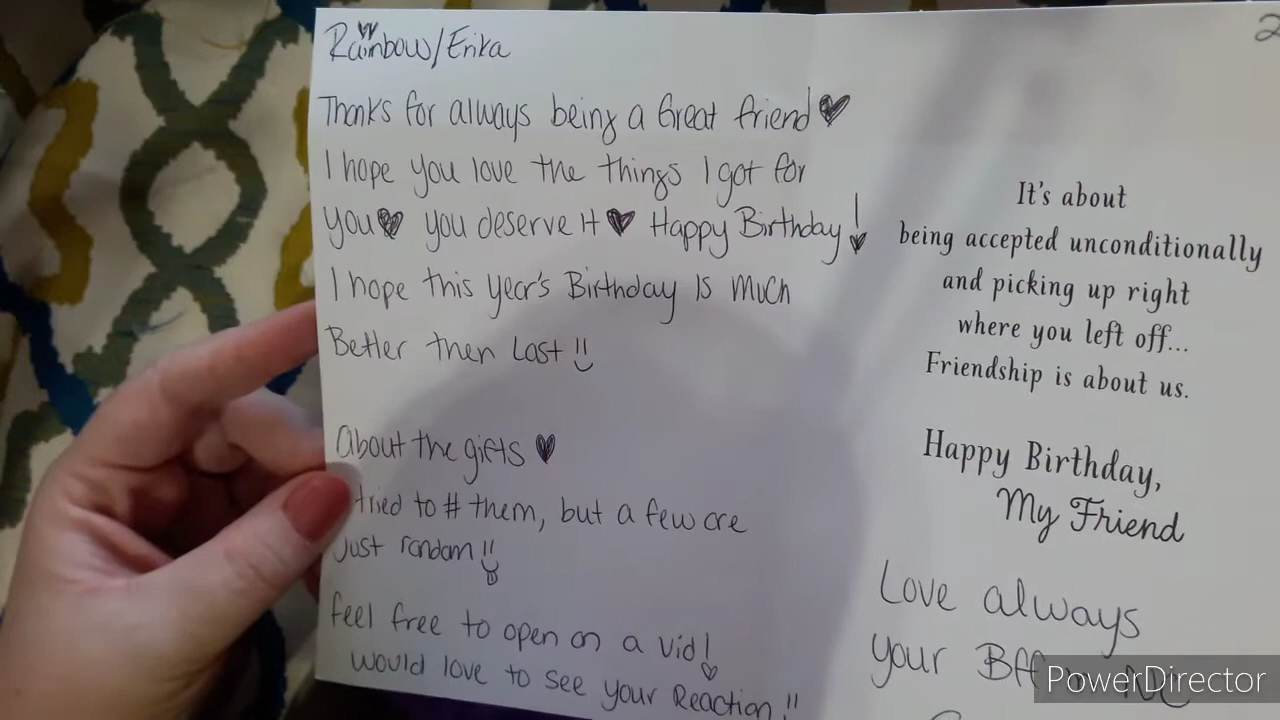 Rainbow/Erika
Thanks for always being a Great friend♥
I hope you love the things I got for
you♥ you deserve it♥ Happy Birthday!
I hope this year's Birthday is much
Better then Last!!
About the gifts ♥
tried to # them, but a few are
just random!!
feel free to open on a vid!
would love to see your Reaction!!
2
It's about
being accepted unconditionally
and picking up right
where you left off...
Friendship is about us.
Happy Birthday,
My Friend
Love always
your Bff
PowerDirector